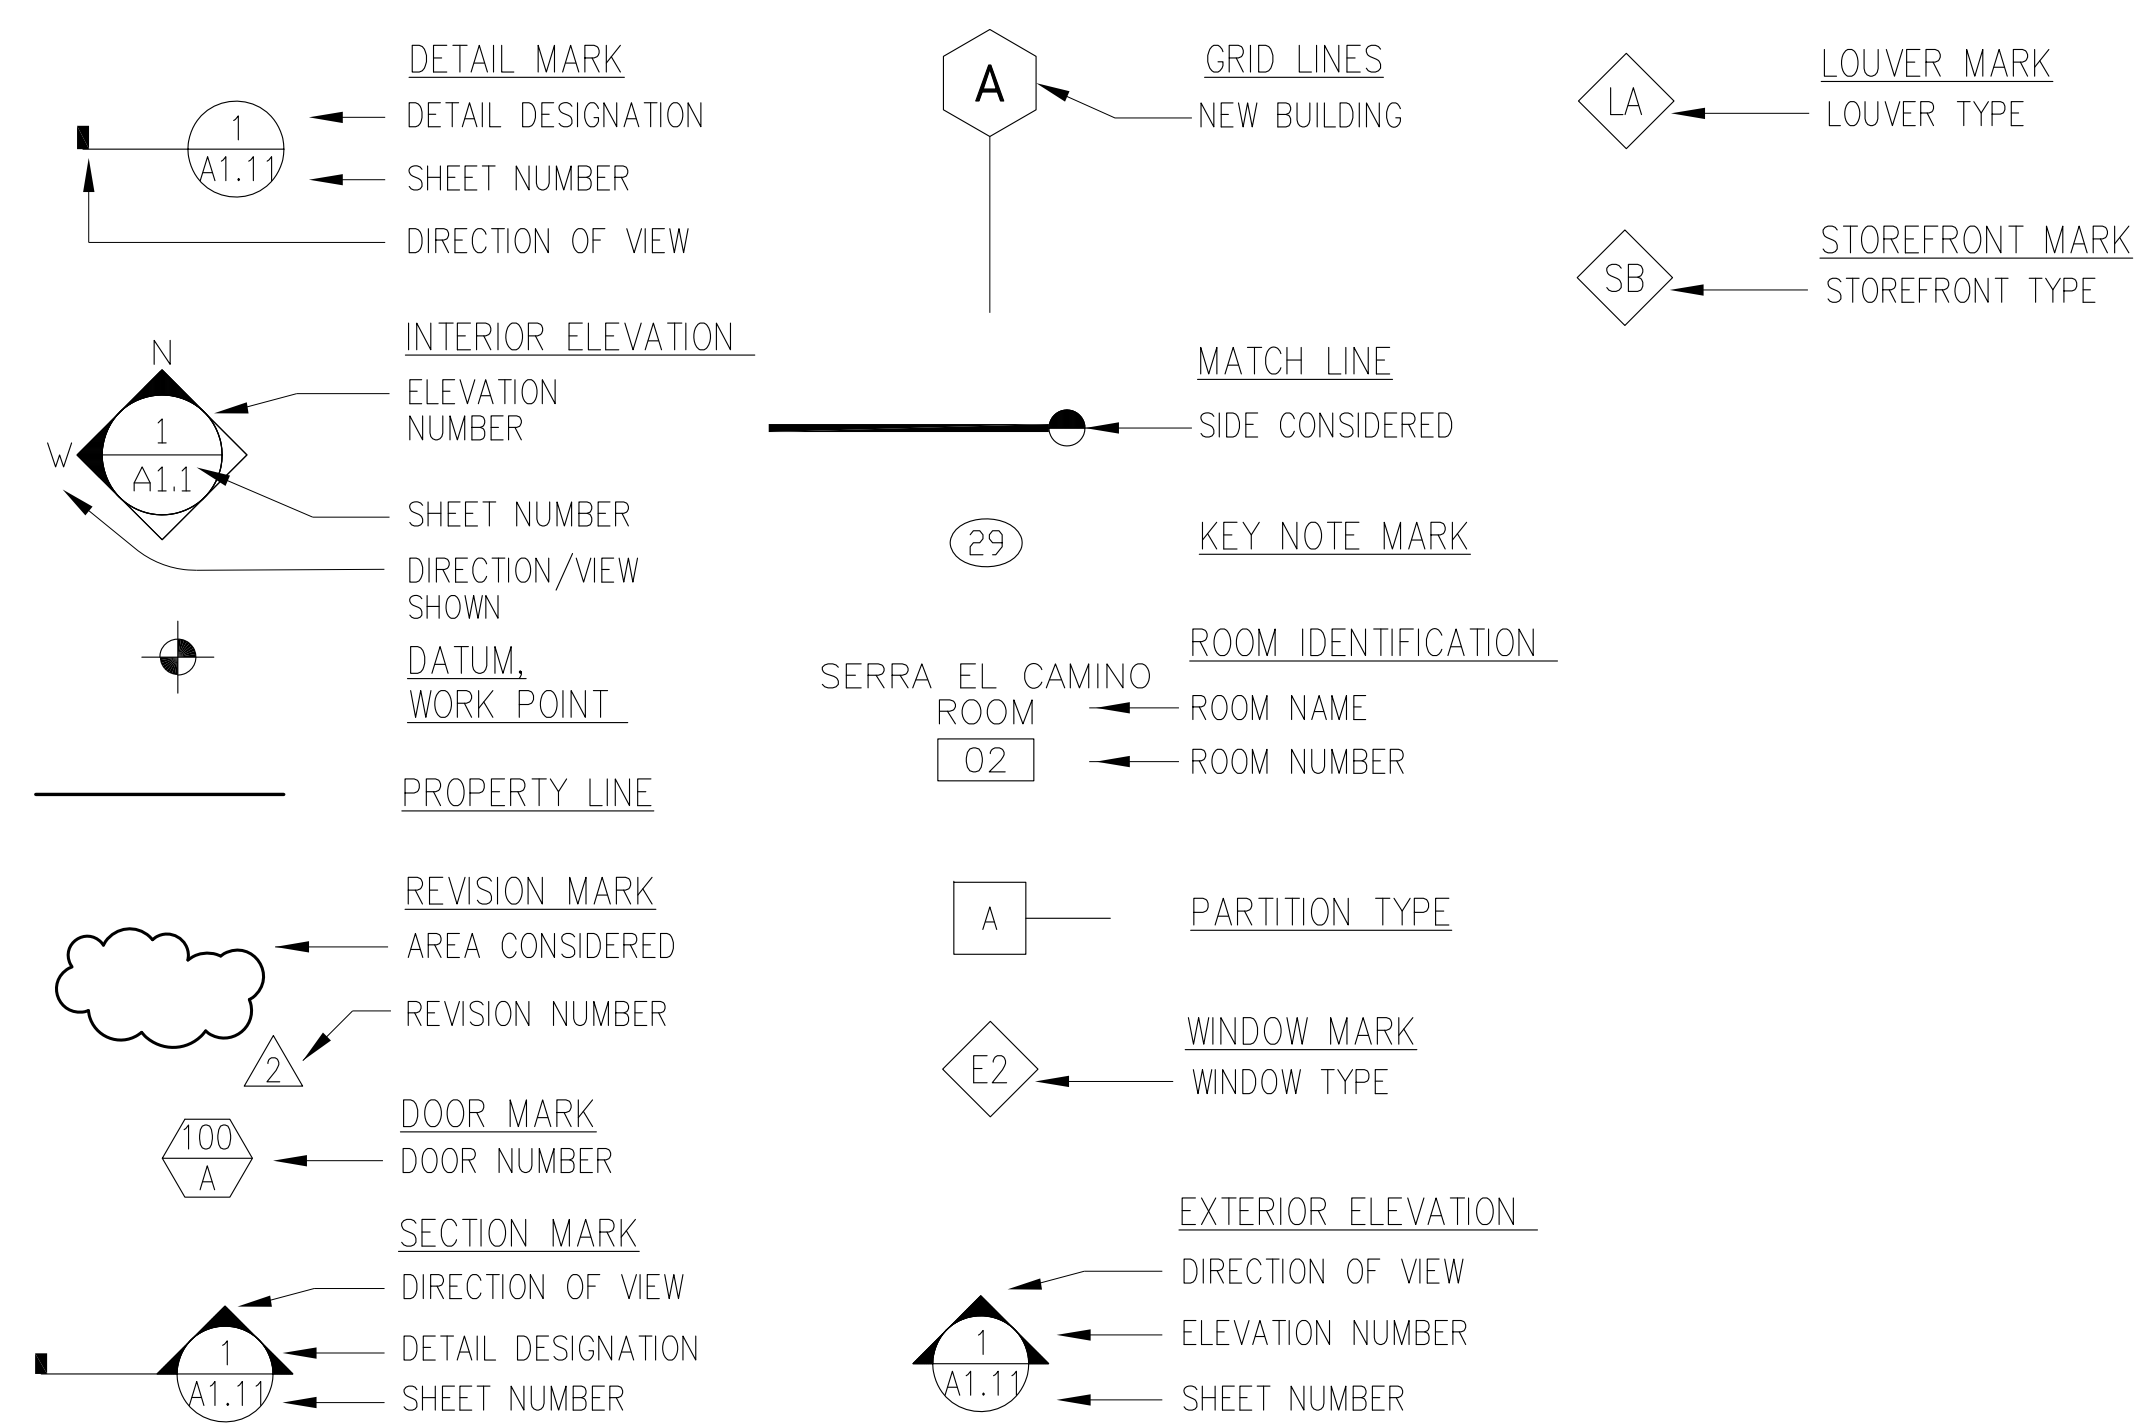 DETAIL MARK
1
DETAIL DESIGNATION
A1.11
SHEET NUMBER
DIRECTION OF VIEW
INTERIOR ELEVATION
N
ELEVATION
NUMBER
1
W
A1.1
SHEET NUMBER
DIRECTION/VIEW
SHOWN
DATUM,
WORK POINT
PROPERTY LINE
REVISION MARK
AREA CONSIDERED
REVISION NUMBER
2
DOOR MARK
100
DOOR NUMBER
A
SECTION MARK
DIRECTION OF VIEW
1
DETAIL DESIGNATION
A1.11
SHEET NUMBER
GRID LINES
A
NEW BUILDING
MATCH LINE
SIDE CONSIDERED
29
KEY NOTE MARK
ROOM IDENTIFICATION
SERRA EL CAMINO
ROOM
ROOM NAME
02
ROOM NUMBER
A
PARTITION TYPE
WINDOW MARK
E2
WINDOW TYPE
EXTERIOR ELEVATION
DIRECTION OF VIEW
1
ELEVATION NUMBER
A1.11
SHEET NUMBER
LOUVER MARK
LA
LOUVER TYPE
STOREFRONT MARK
SB
STOREFRONT TYPE